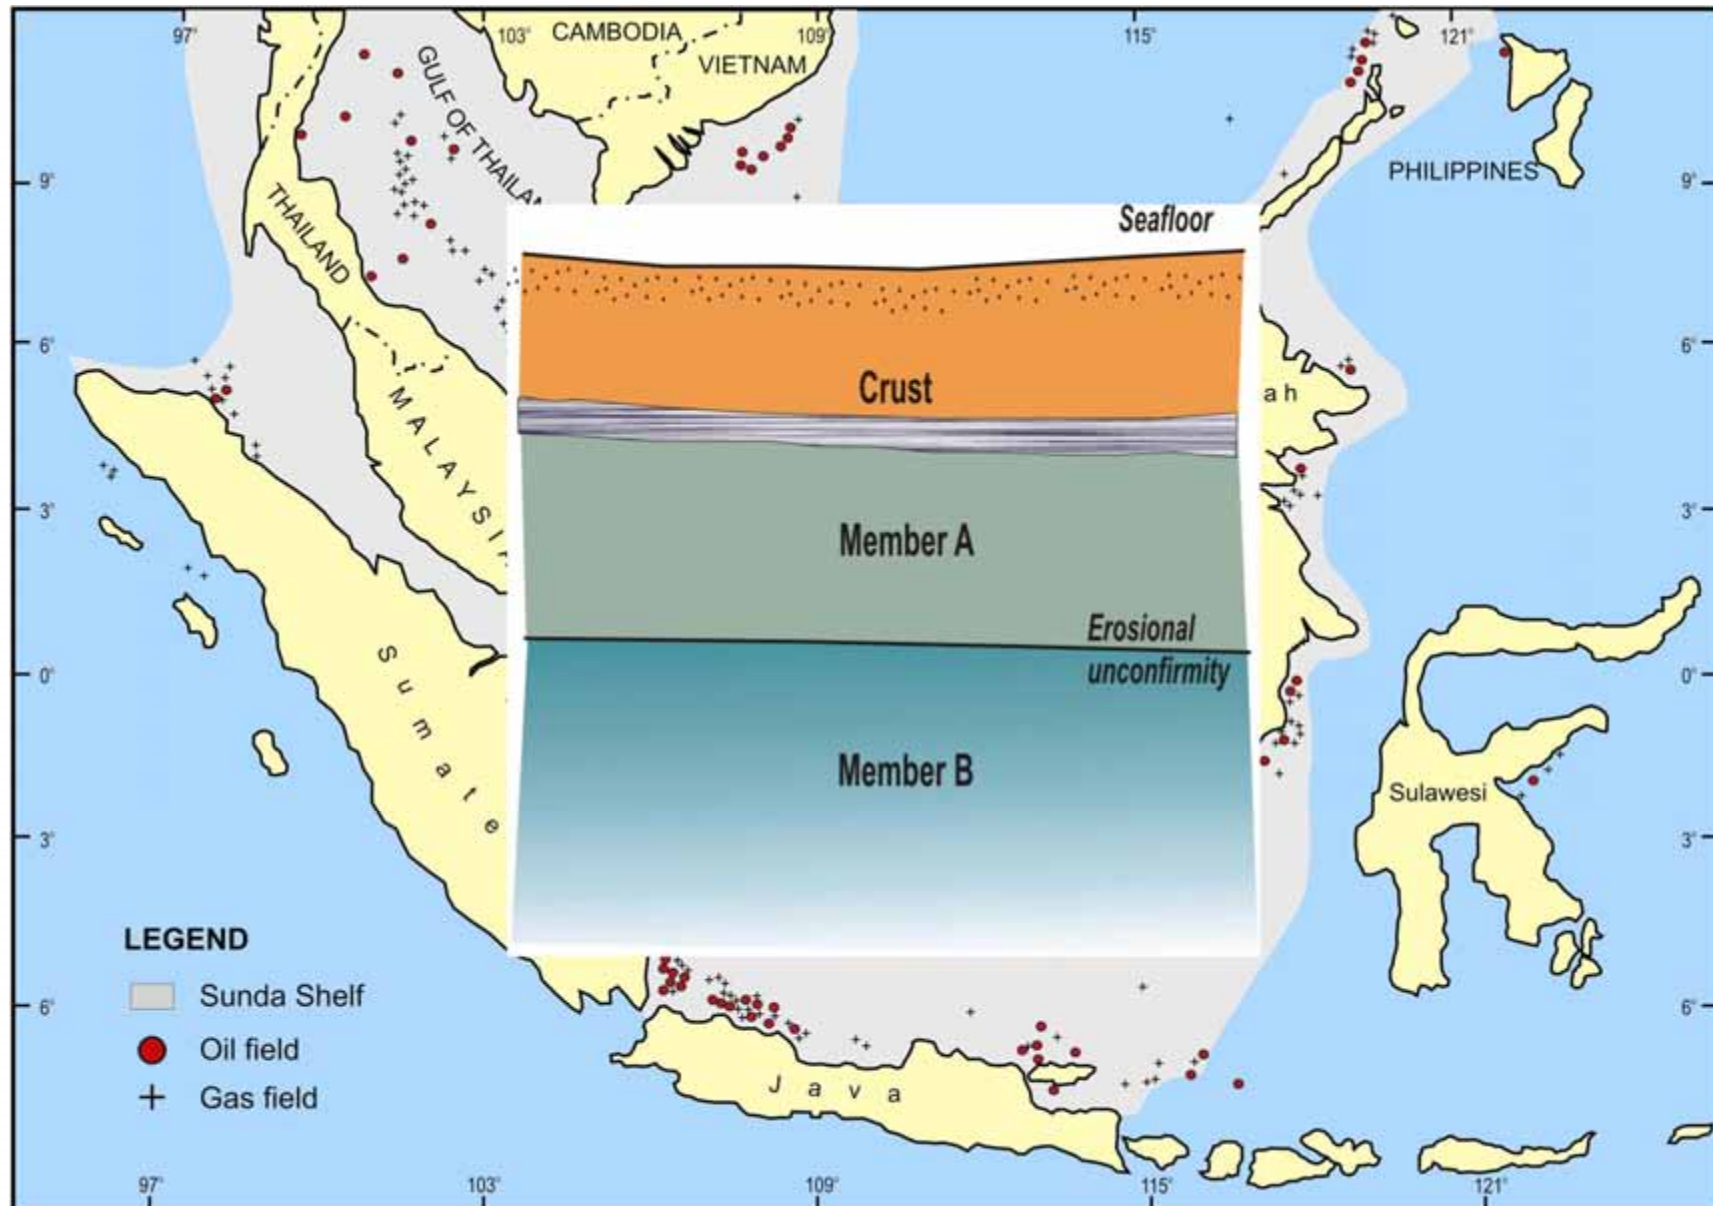 97°
103°
109°
115°
121°
CAMBODIA
VIETNAM
GULF OF THAILAN
THAILAND
PHILIPPINES
9°
9°
Seafloor
6°
6°
Crust
MALAYSIA
ah
3°
3°
Member A
Erosional
unconfirmity
Sumate
0°
0°
Member B
Sulawesi
3°
3°
LEGEND
Sunda Shelf
Oil field
Gas field
6°
6°
Java
97°
103°
109°
115°
121°